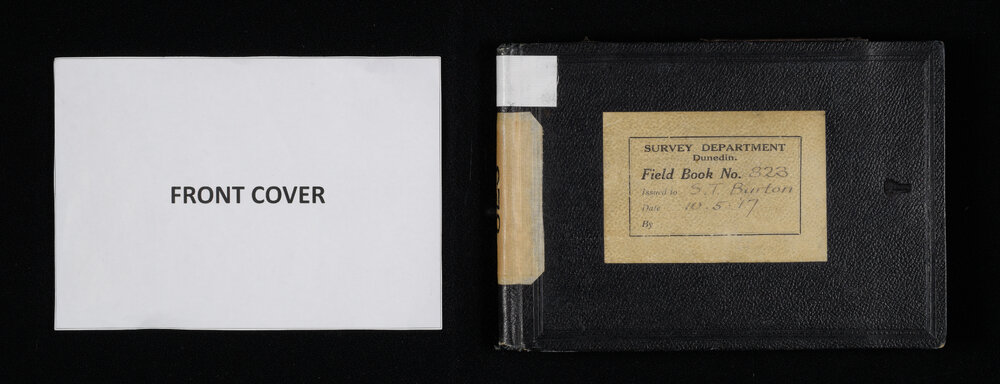 FRONT COVER
SURVEY DEPARTMENT
Dunedin.
Field Book No. 323
Issued to S.T. Burton
Date 10.5.17
By